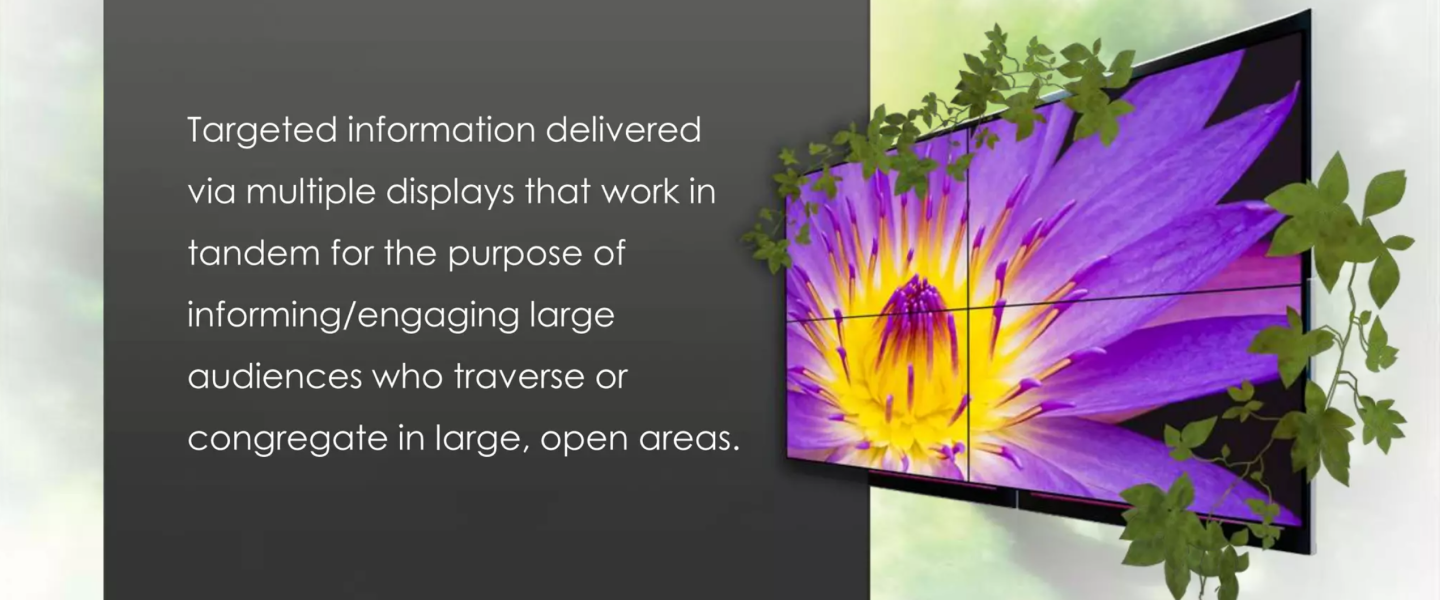 Targeted information delivered
via multiple displays that work in
tandem for the purpose of
informing/engaging large
audiences who traverse or
congregate in large, open areas.